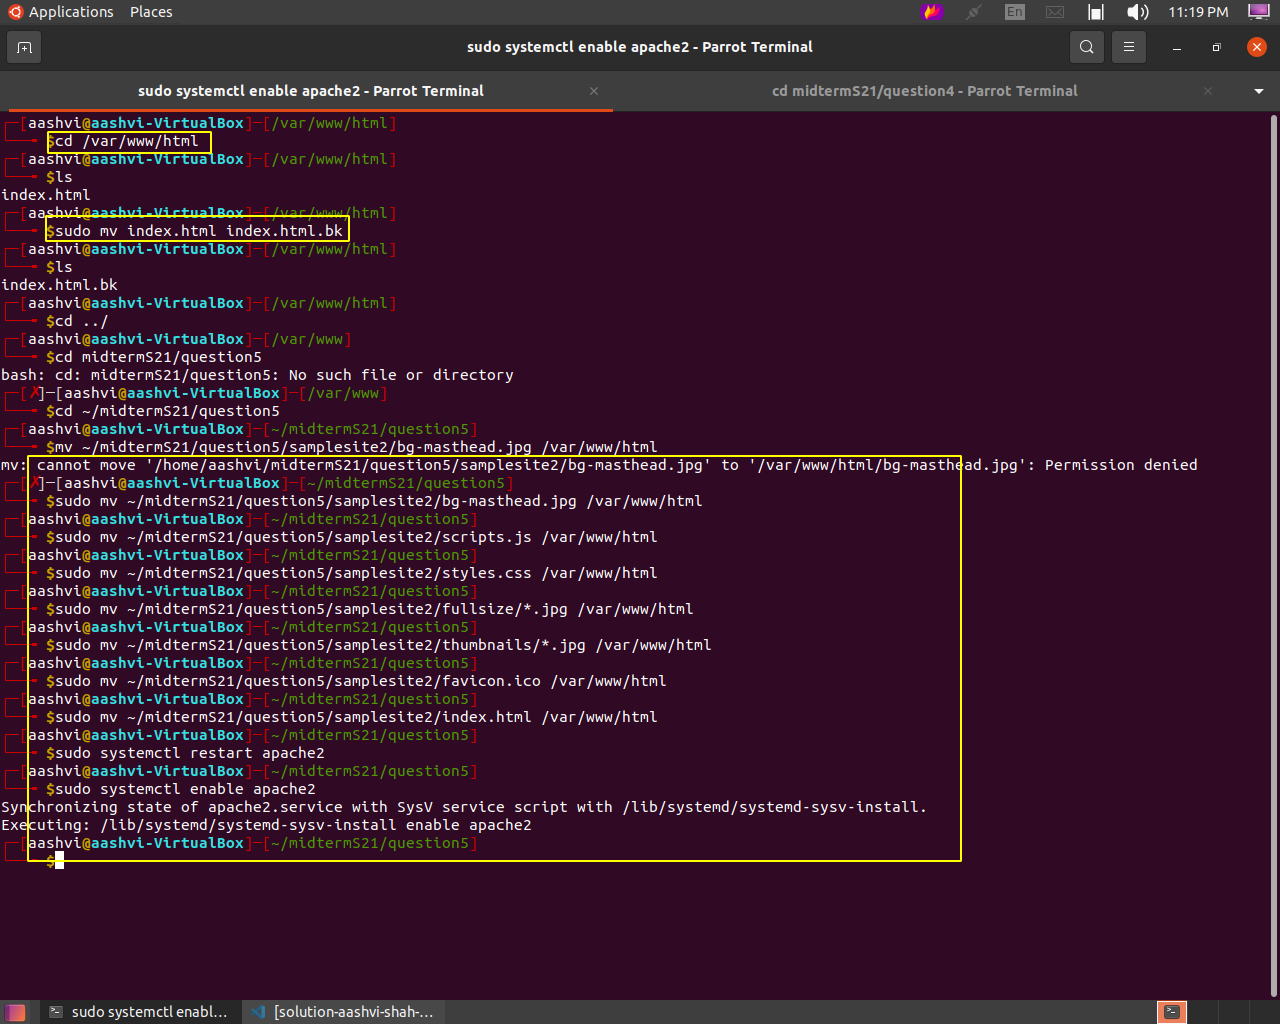 Applications Places En 11:19 PM
sudo systemctl enable apache2 - Parrot Terminal
sudo systemctl enable apache2 - Parrot Terminal × cd midtermS21/question4 - Parrot Terminal ×
┌─[aashvi@aashvi-VirtualBox]─[/var/www/html]
└──╼ $cd /var/www/html
┌─[aashvi@aashvi-VirtualBox]─[/var/www/html]
└──╼ $ls
index.html
┌─[aashvi@aashvi-VirtualBox]─[/var/www/html]
└──╼ $sudo mv index.html index.html.bk
┌─[aashvi@aashvi-VirtualBox]─[/var/www/html]
└──╼ $ls
index.html.bk
┌─[aashvi@aashvi-VirtualBox]─[/var/www/html]
└──╼ $cd ../
┌─[aashvi@aashvi-VirtualBox]─[/var/www]
└──╼ $cd midtermS21/question5
bash: cd: midtermS21/question5: No such file or directory
┌─[✗]─[aashvi@aashvi-VirtualBox]─[/var/www]
└──╼ $cd ~/midtermS21/question5
┌─[aashvi@aashvi-VirtualBox]─[~/midtermS21/question5]
└──╼ $mv ~/midtermS21/question5/samplesite2/bg-masthead.jpg /var/www/html
mv: cannot move '/home/aashvi/midtermS21/question5/samplesite2/bg-masthead.jpg' to '/var/www/html/bg-masthead.jpg': Permission denied
┌─[✗]─[aashvi@aashvi-VirtualBox]─[~/midtermS21/question5]
└──╼ $sudo mv ~/midtermS21/question5/samplesite2/bg-masthead.jpg /var/www/html
┌─[aashvi@aashvi-VirtualBox]─[~/midtermS21/question5]
└──╼ $sudo mv ~/midtermS21/question5/samplesite2/scripts.js /var/www/html
┌─[aashvi@aashvi-VirtualBox]─[~/midtermS21/question5]
└──╼ $sudo mv ~/midtermS21/question5/samplesite2/styles.css /var/www/html
┌─[aashvi@aashvi-VirtualBox]─[~/midtermS21/question5]
└──╼ $sudo mv ~/midtermS21/question5/samplesite2/fullsize/*.jpg /var/www/html
┌─[aashvi@aashvi-VirtualBox]─[~/midtermS21/question5]
└──╼ $sudo mv ~/midtermS21/question5/samplesite2/thumbnails/*.jpg /var/www/html
┌─[aashvi@aashvi-VirtualBox]─[~/midtermS21/question5]
└──╼ $sudo mv ~/midtermS21/question5/samplesite2/favicon.ico /var/www/html
┌─[aashvi@aashvi-VirtualBox]─[~/midtermS21/question5]
└──╼ $sudo mv ~/midtermS21/question5/samplesite2/index.html /var/www/html
┌─[aashvi@aashvi-VirtualBox]─[~/midtermS21/question5]
└──╼ $sudo systemctl restart apache2
┌─[aashvi@aashvi-VirtualBox]─[~/midtermS21/question5]
└──╼ $sudo systemctl enable apache2
Synchronizing state of apache2.service with SysV service script with /lib/systemd/systemd-sysv-install.
Executing: /lib/systemd/systemd-sysv-install enable apache2
┌─[aashvi@aashvi-VirtualBox]─[~/midtermS21/question5]
└──╼ $
sudo systemctl enabl... [solution-aashvi-shah-...